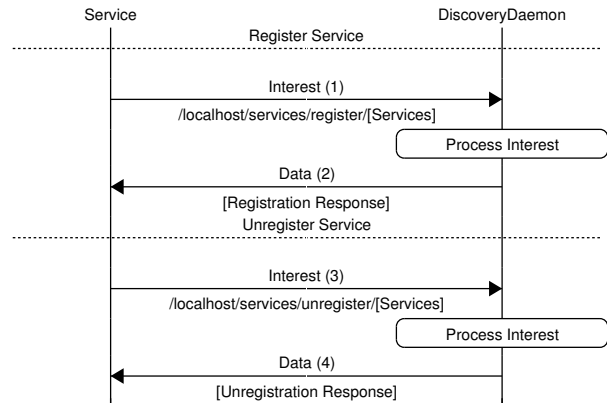 Service DiscoveryDaemon
Register Service
Interest (1)
/localhost/services/register/[Services]
Process Interest
Data (2)
[Registration Response]
Unregister Service
Interest (3)
/localhost/services/unregister/[Services]
Process Interest
Data (4)
[Unregistration Response]